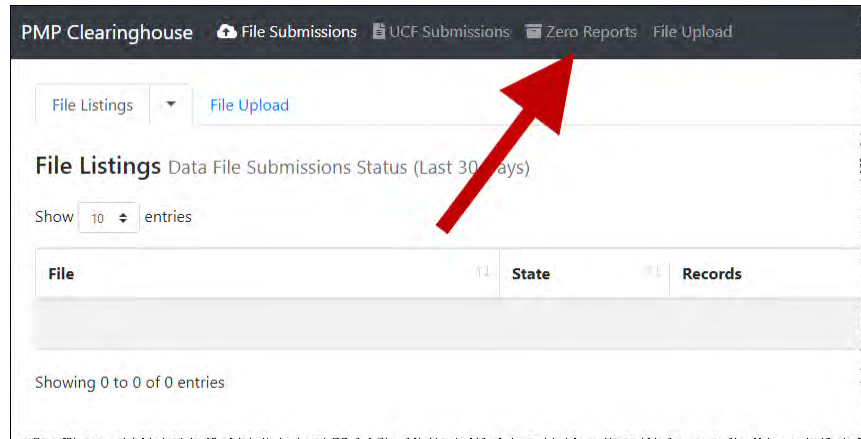 PMP Clearinghouse File Submissions UCF Submissions Zero Reports File Upload
File Listings File Upload
File Listings Data File Submissions Status (Last 30 Days)
Show 10 entries
File State Records
Showing 0 to 0 of 0 entries